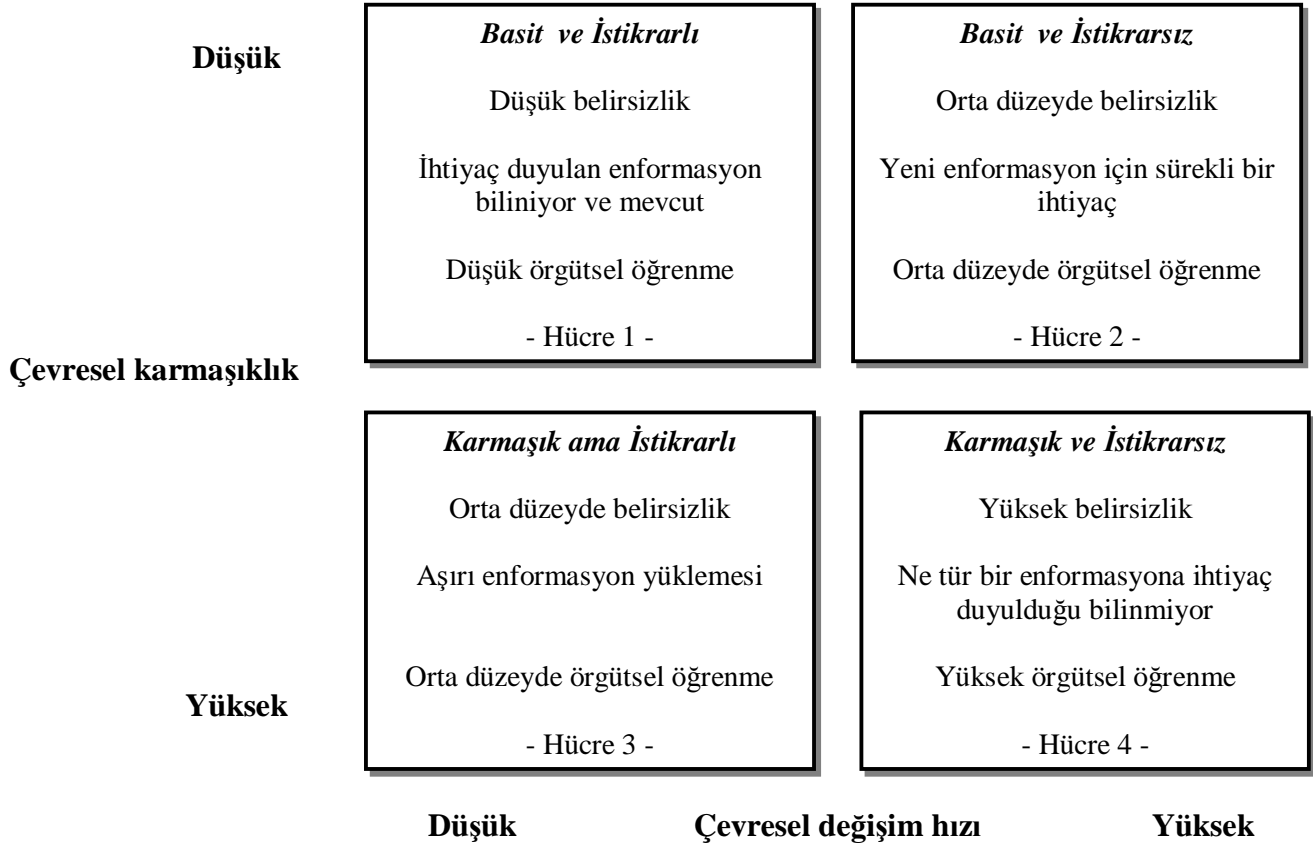 Düşük
Basit ve İstikrarlı
Düşük belirsizlik
İhtiyaç duyulan enformasyon
biliniyor ve mevcut
Düşük örgütsel öğrenme
- Hücre 1 -
Basit ve İstikrarsız
Orta düzeyde belirsizlik
Yeni enformasyon için sürekli bir
ihtiyaç
Orta düzeyde örgütsel öğrenme
- Hücre 2 -
Çevresel karmaşıklık
Karmaşık ama İstikrarlı
Orta düzeyde belirsizlik
Aşırı enformasyon yüklemesi
Orta düzeyde örgütsel öğrenme
- Hücre 3 -
Karmaşık ve İstikrarsız
Yüksek belirsizlik
Ne tür bir enformasyona ihtiyaç
duyulduğu bilinmiyor
Yüksek örgütsel öğrenme
- Hücre 4 -
Yüksek
Düşük Çevresel değişim hızı Yüksek